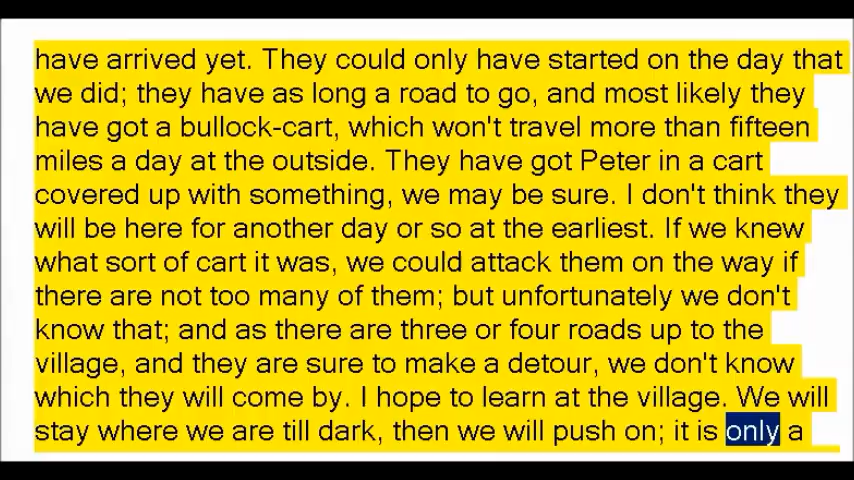 have arrived yet. They could only have started on the day that
we did; they have as long a road to go, and most likely they
have got a bullock-cart, which won't travel more than fifteen
miles a day at the outside. They have got Peter in a cart
covered up with something, we may be sure. I don't think they
will be here for another day or so at the earliest. If we knew
what sort of cart it was, we could attack them on the way if
there are not too many of them; but unfortunately we don't
know that; and as there are three or four roads up to the
village, and they are sure to make a detour, we don't know
which they will come by. I hope to learn at the village. We will
stay where we are till dark, then we will push on; it is only a